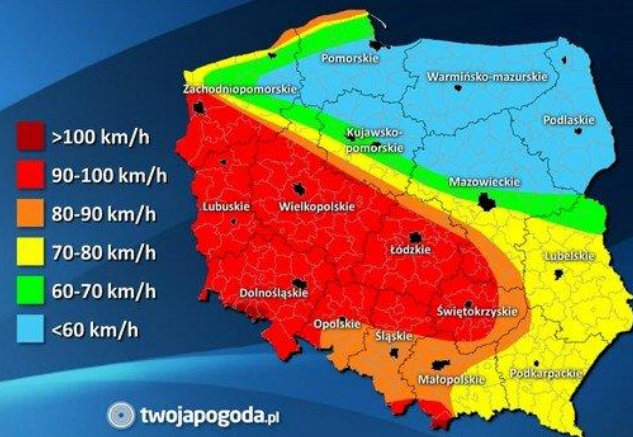 Pomorskie
Warmińsko-mazurskie
Zachodniopomorskie
Podlaskie
Kujawsko-
pomorskie
Mazowieckie
Lubuskie
Wielkopolskie
Łódzkie
Lubelskie
Dolnośląskie
Świętokrzyskie
Opolskie
Śląskie
Małopolskie
Podkarpackie
>100 km/h
90-100 km/h
80-90 km/h
70-80 km/h
60-70 km/h
<60 km/h
twojapogoda.pl